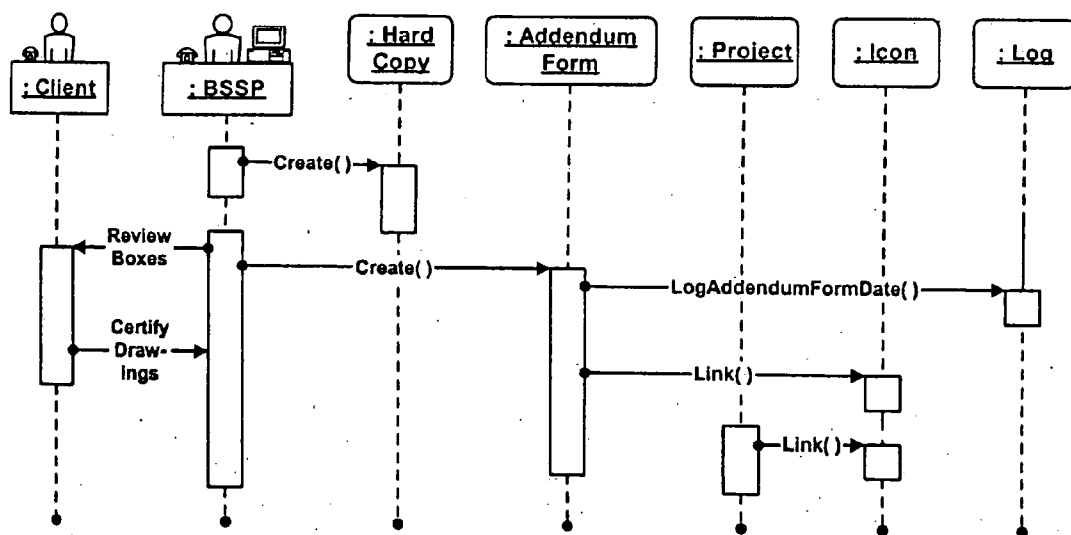 : Client
: BSSP
: Hard
Copy
: Addendum
Form
: Project
: Icon
: Log
Create( )
Review
Boxes
Create( )
LogAddendumFormDate( )
Certify
Draw-
ings
Link( )
Link( )